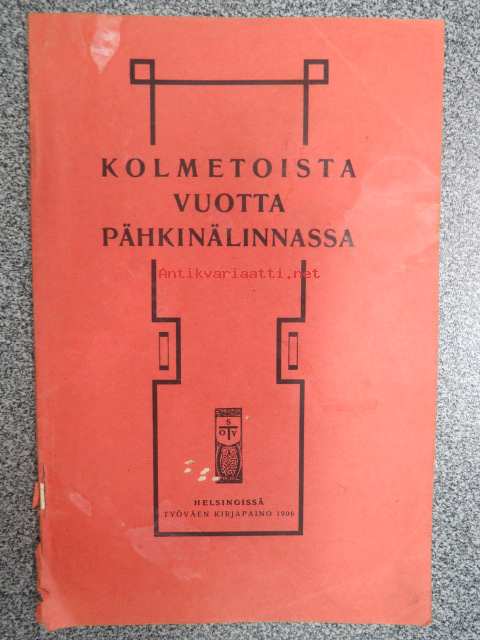 KOLMETOISTA
VUOTTA
PÄHKINÄLINNASSA
Antikvariaatti.net
S
O T V A
HELSINGISSÄ
TYÖVÄEN KIRJAPAINO 1906